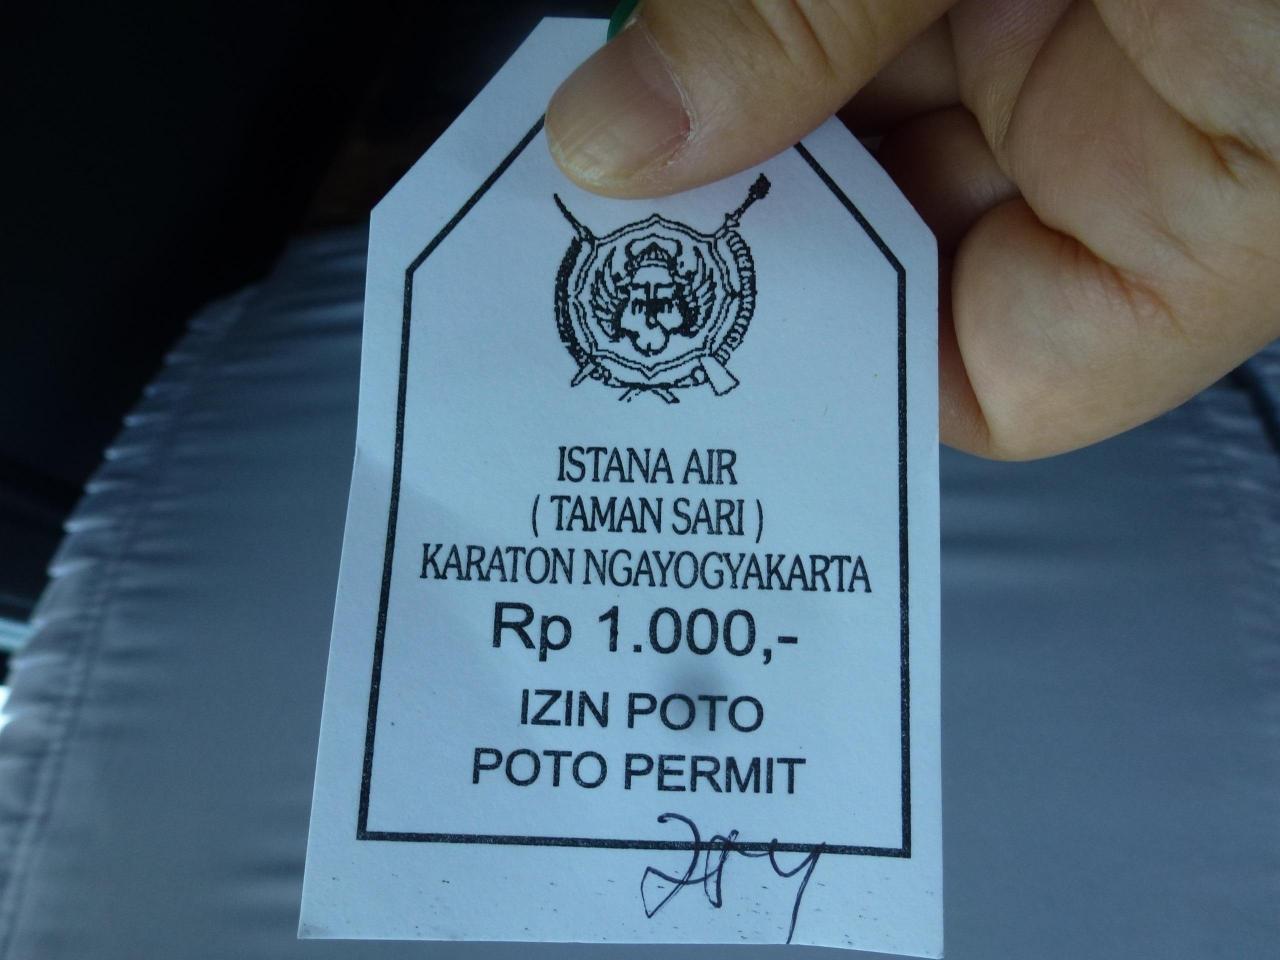 ISTANA AIR
( TAMAN SARI )
KARATON NGAYOGYAKARTA
Rp 1.000,-
IZIN POTO
POTO PERMIT